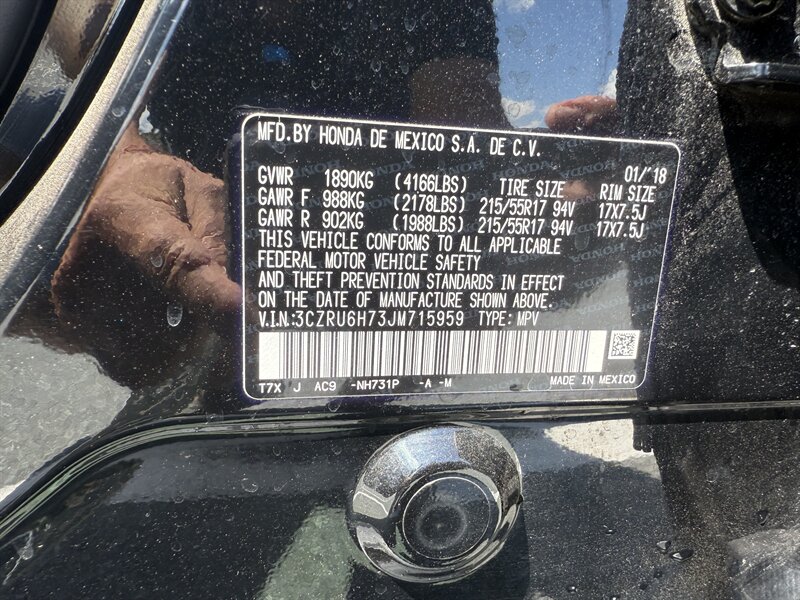 MFD.BY HONDA DE MEXICO S.A. DE C.V.
01/'18
GVWR 1890KG (4166LBS) TIRE SIZE RIM SIZE
GAWR F 988KG (2178LBS) 215/55R17 94V 17X7.5J
GAWR R 902KG (1988LBS) 215/55R17 94V 17X7.5J
THIS VEHICLE CONFORMS TO ALL APPLICABLE
FEDERAL MOTOR VEHICLE SAFETY
AND THEFT PREVENTION STANDARDS IN EFFECT
ON THE DATE OF MANUFACTURE SHOWN ABOVE.
V.I.N:3CZRU6H73JM715959 TYPE: MPV
T7X J AC9 -NH731P -A -M MADE IN MEXICO